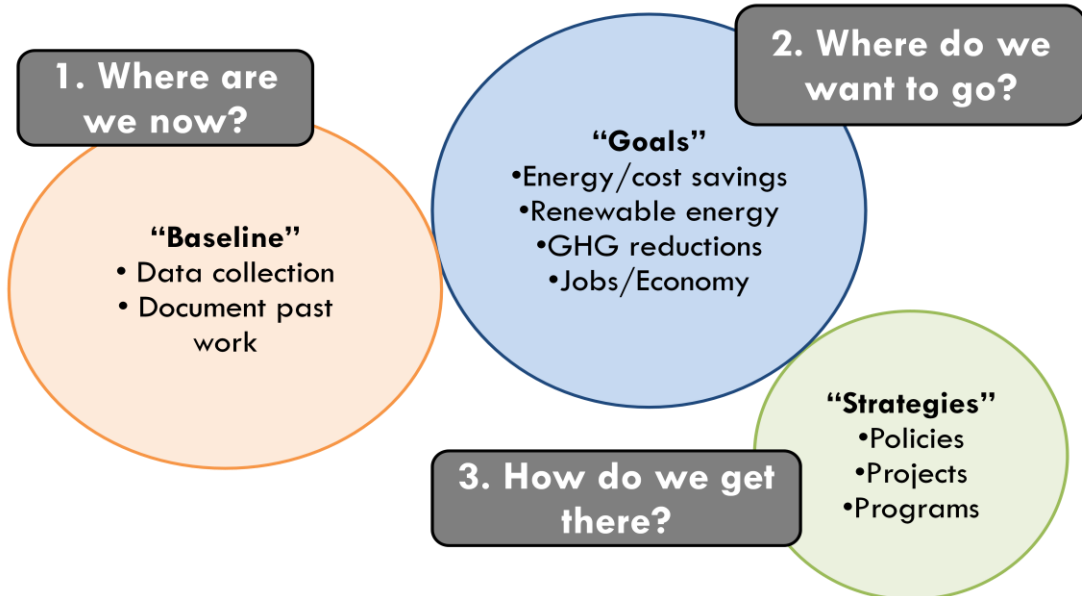 1. Where are
we now?
“Baseline”
• Data collection
• Document past
work
2. Where do we
want to go?
“Goals”
•Energy/cost savings
•Renewable energy
•GHG reductions
•Jobs/Economy
3. How do we get
there?
“Strategies”
•Policies
•Projects
•Programs